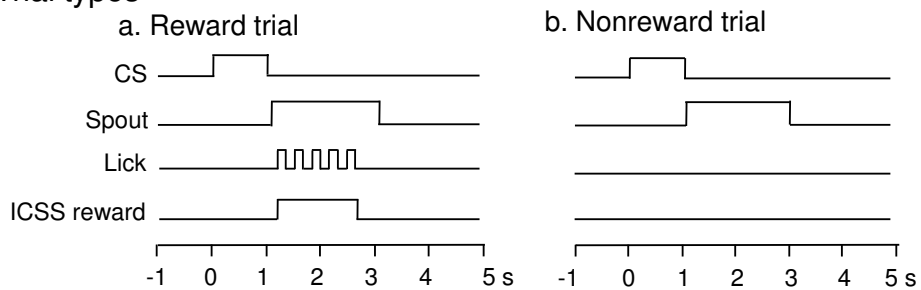 types
a. Reward trial
b. Nonreward trial
CS
Spout
Lick
ICSS reward
-1 0 1 2 3 4 5 s
-1 0 1 2 3 4 5 s